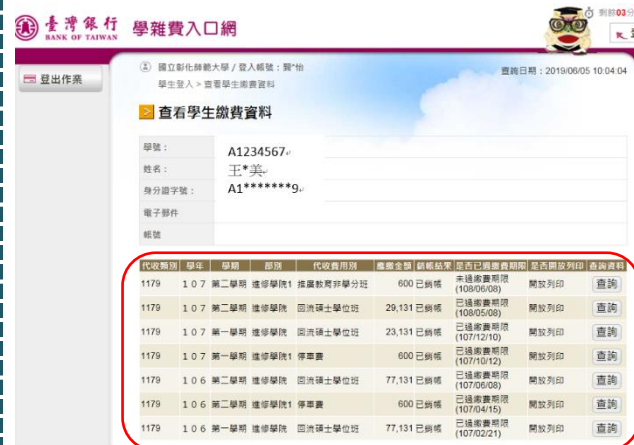 臺灣銀行 學雜費入口網
BANK OF TAIWAN
剩餘03分
登出作業
國立彰化師範大學 / 登入帳號：*怡
查詢日期：2019/06/05 10:04:04
學生登入 > 查看學生繳費資料
查看學生繳費資料
學號： A1234567
姓名： 王*美
身分證字號： A1*******9
電子郵件
帳號
代收類別 學年 學期 部別 代收費用別 應繳金額 銷帳結果 是否已過繳費期限 是否開放列印 查詢資料
1179 107 第二學期 進修學院1 推廣教育非學分班 600 已銷帳 未過繳費期限 (108/06/08) 開放列印 查詢
1179 107 第二學期 進修學院 回流碩士學位班 29,131 已銷帳 已過繳費期限 (108/05/08) 開放列印 查詢
1179 107 第一學期 進修學院 回流碩士學位班 23,131 已銷帳 已過繳費期限 (107/12/10) 開放列印 查詢
1179 107 第一學期 進修學院1 停車費 600 已銷帳 已過繳費期限 (107/10/12) 開放列印 查詢
1179 106 第二學期 進修學院 回流碩士學位班 77,131 已銷帳 已過繳費期限 (107/06/08) 開放列印 查詢
1179 106 第一學期 進修學院1 停車費 600 已銷帳 已過繳費期限 (107/04/15) 開放列印 查詢
1179 106 第一學期 進修學院 回流碩士學位班 77,131 已銷帳 已過繳費期限 (107/02/21) 開放列印 查詢